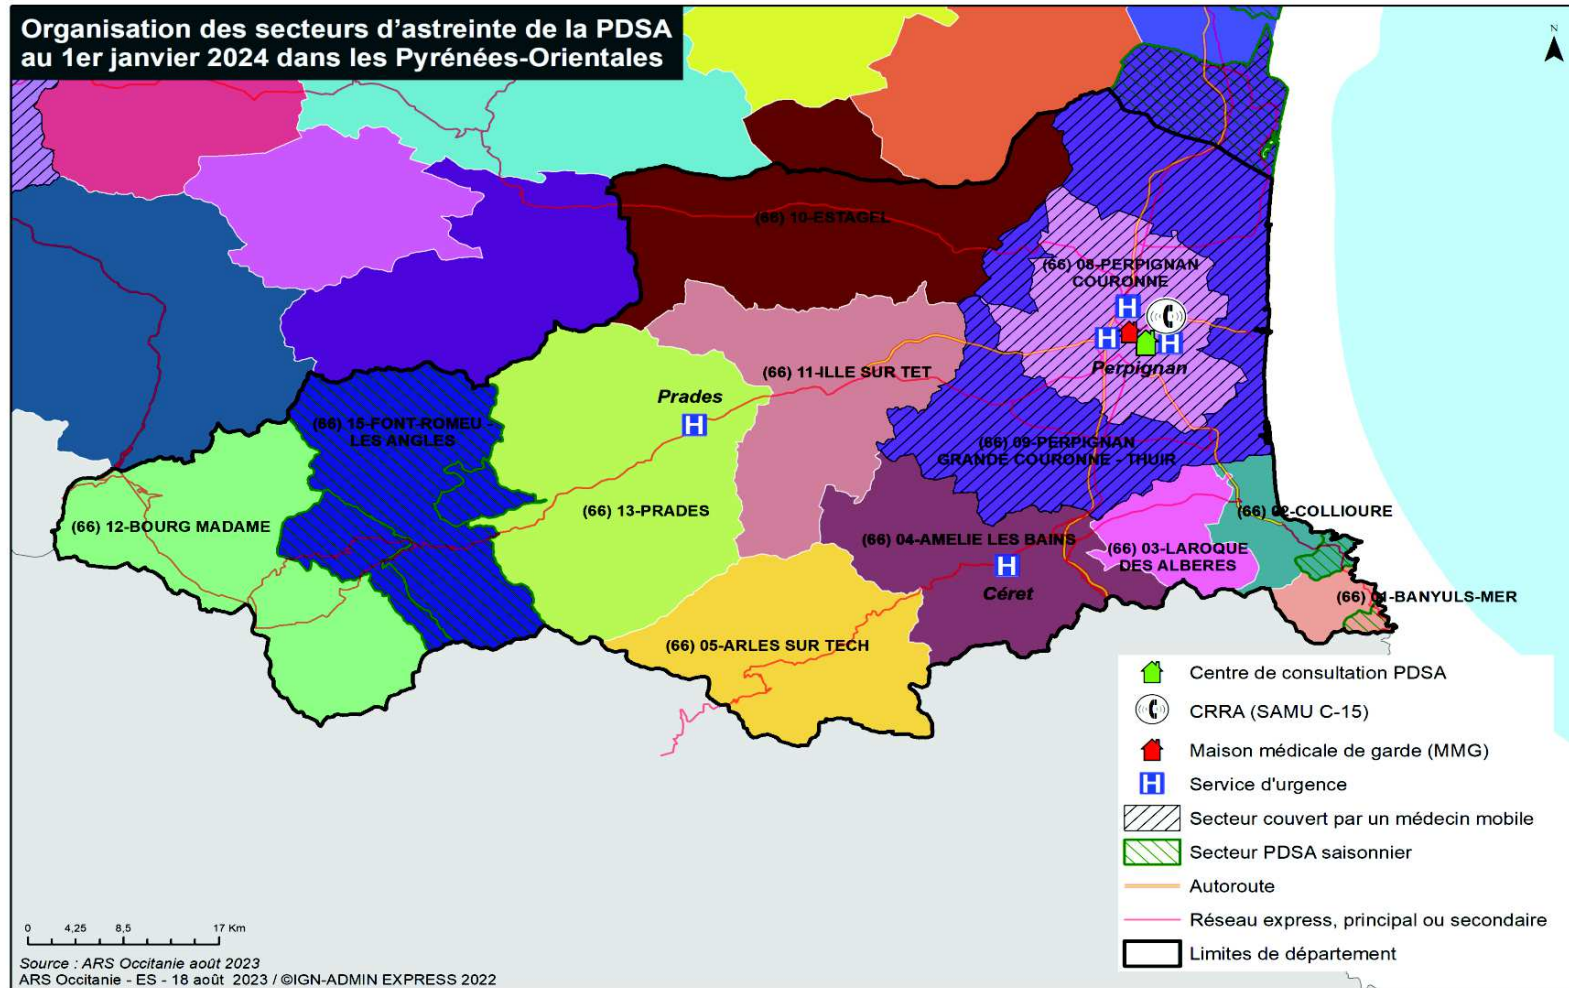 Organisation des secteurs d'astreinte de la PDSA
au 1er janvier 2024 dans les Pyrénées-Orientales
N
(66) 10-ESTAGEL
(66) 08-PERPIGNAN
COURONNE
Perpignan
(66) 11-ILLE SUR TET
Prades
(66) 15-FONT-ROMEU -
LES ANGLES
(66) 09-PERPIGNAN
GRANDE COURONNE - THUIR
(66) 12-BOURG MADAME
(66) 13-PRADES
(66) 02-COLLIOURE
(66) 04-AMELIE LES BAINS
(66) 03-LAROQUE
DES ALBERES
Céret
(66) 01-BANYULS-MER
(66) 05-ARLES SUR TECH
H
H
H
H
H
Centre de consultation PDSA
CRRA (SAMU C-15)
Maison médicale de garde (MMG)
H Service d'urgence
Secteur couvert par un médecin mobile
Secteur PDSA saisonnier
Autoroute
Réseau express, principal ou secondaire
Limites de département
0 4,25 8,5 17 Km
Source : ARS Occitanie août 2023
ARS Occitanie - ES - 18 août 2023 / ©IGN-ADMIN EXPRESS 2022